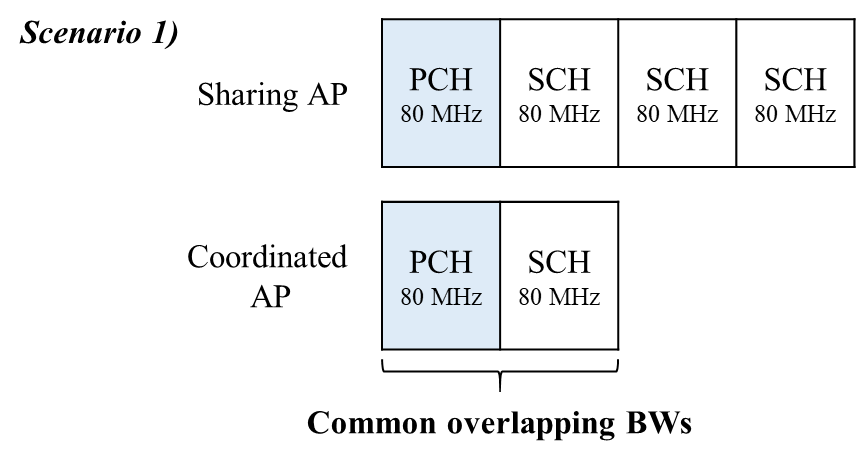 Scenario 1)
Sharing AP
PCH
80 MHz
SCH
80 MHz
SCH
80 MHz
SCH
80 MHz
Coordinated
AP
PCH
80 MHz
SCH
80 MHz
Common overlapping BWs